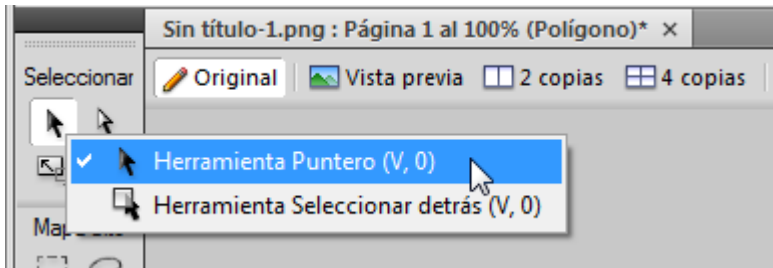 Sin título-1.png : Página 1 al 100% (Polígono)* ×
Seleccionar
Original Vista previa 2 copias 4 copias
Herramienta Puntero (V, 0)
Herramienta Seleccionar detrás (V, 0)